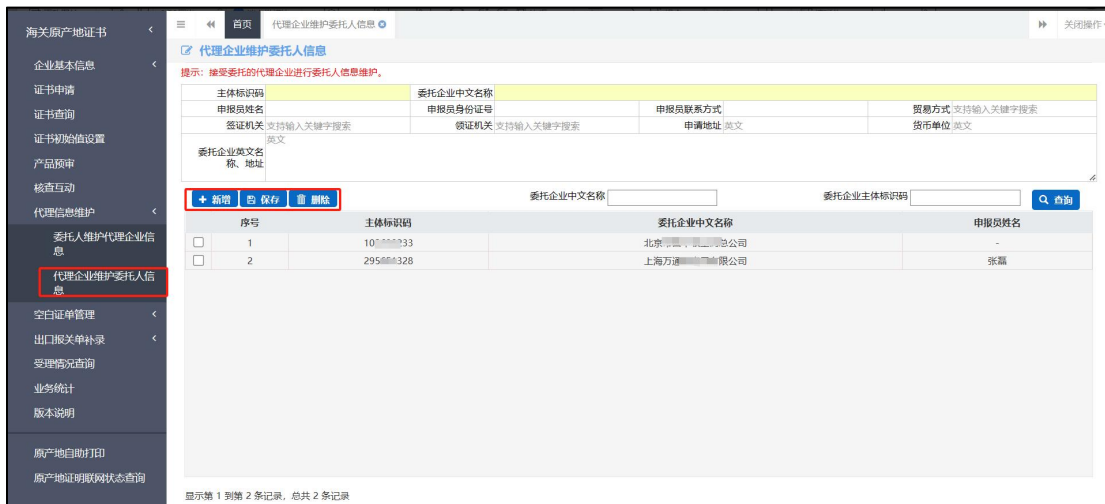 海关原产地证书
企业基本信息
证书申请
证书查询
证书初始值设置
产品预审
核查互动
代理信息维护
委托人维护代理企业信
息
代理企业维护委托人信
息
空白证单管理
出口报关单补录
受理情况查询
业务统计
版本说明
原产地自助打印
原产地证明联网状态查询
首页 代理企业维护委托人信息 关闭操作
代理企业维护委托人信息
提示：接受委托的代理企业进行委托人信息维护。
主体标识码 委托企业中文名称
申报员姓名 申报员身份证号 申报员联系方式 贸易方式 支持输入关键字搜索
签证机关 支持输入关键字搜索 领证机关 支持输入关键字搜索 申请地址 英文 货币单位 英文
委托企业英文名
称、地址 英文
+ 新增 保存 删除 委托企业中文名称 委托企业主体标识码 查询
序号 主体标识码 委托企业中文名称 申报员姓名
1 233 北京 总公司 -
2 328 上海万通 限公司 张磊
显示第 1 到第 2 条记录，总共 2 条记录